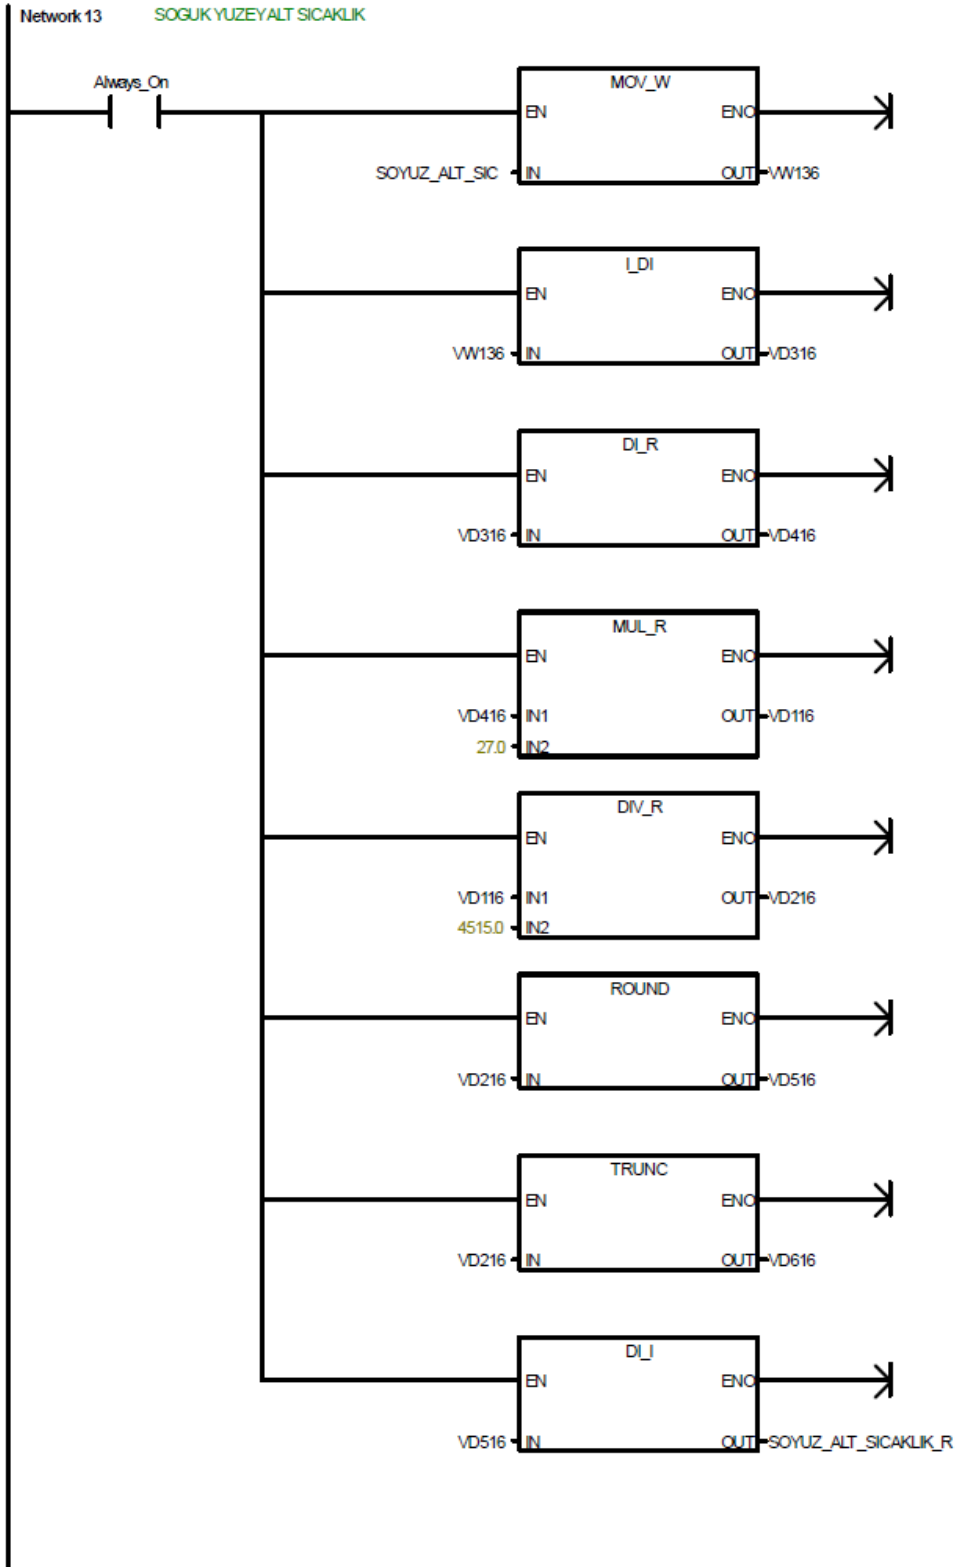 Network 13 SOGUK YUZEY ALT SICAKLIK
Always_On
MOV_W
EN ENO
SOYUZ_ALT_SIC IN OUT VW136
I_DI
EN ENO
VW136 IN OUT VD316
DI_R
EN ENO
VD316 IN OUT VD416
MUL_R
EN ENO
VD416 IN1 OUT VD116
27.0 IN2
DIV_R
EN ENO
VD116 IN1 OUT VD216
4515.0 IN2
ROUND
EN ENO
VD216 IN OUT VD516
TRUNC
EN ENO
VD216 IN OUT VD616
DI_I
EN ENO
VD516 IN OUT SOYUZ_ALT_SICAKLIK_R